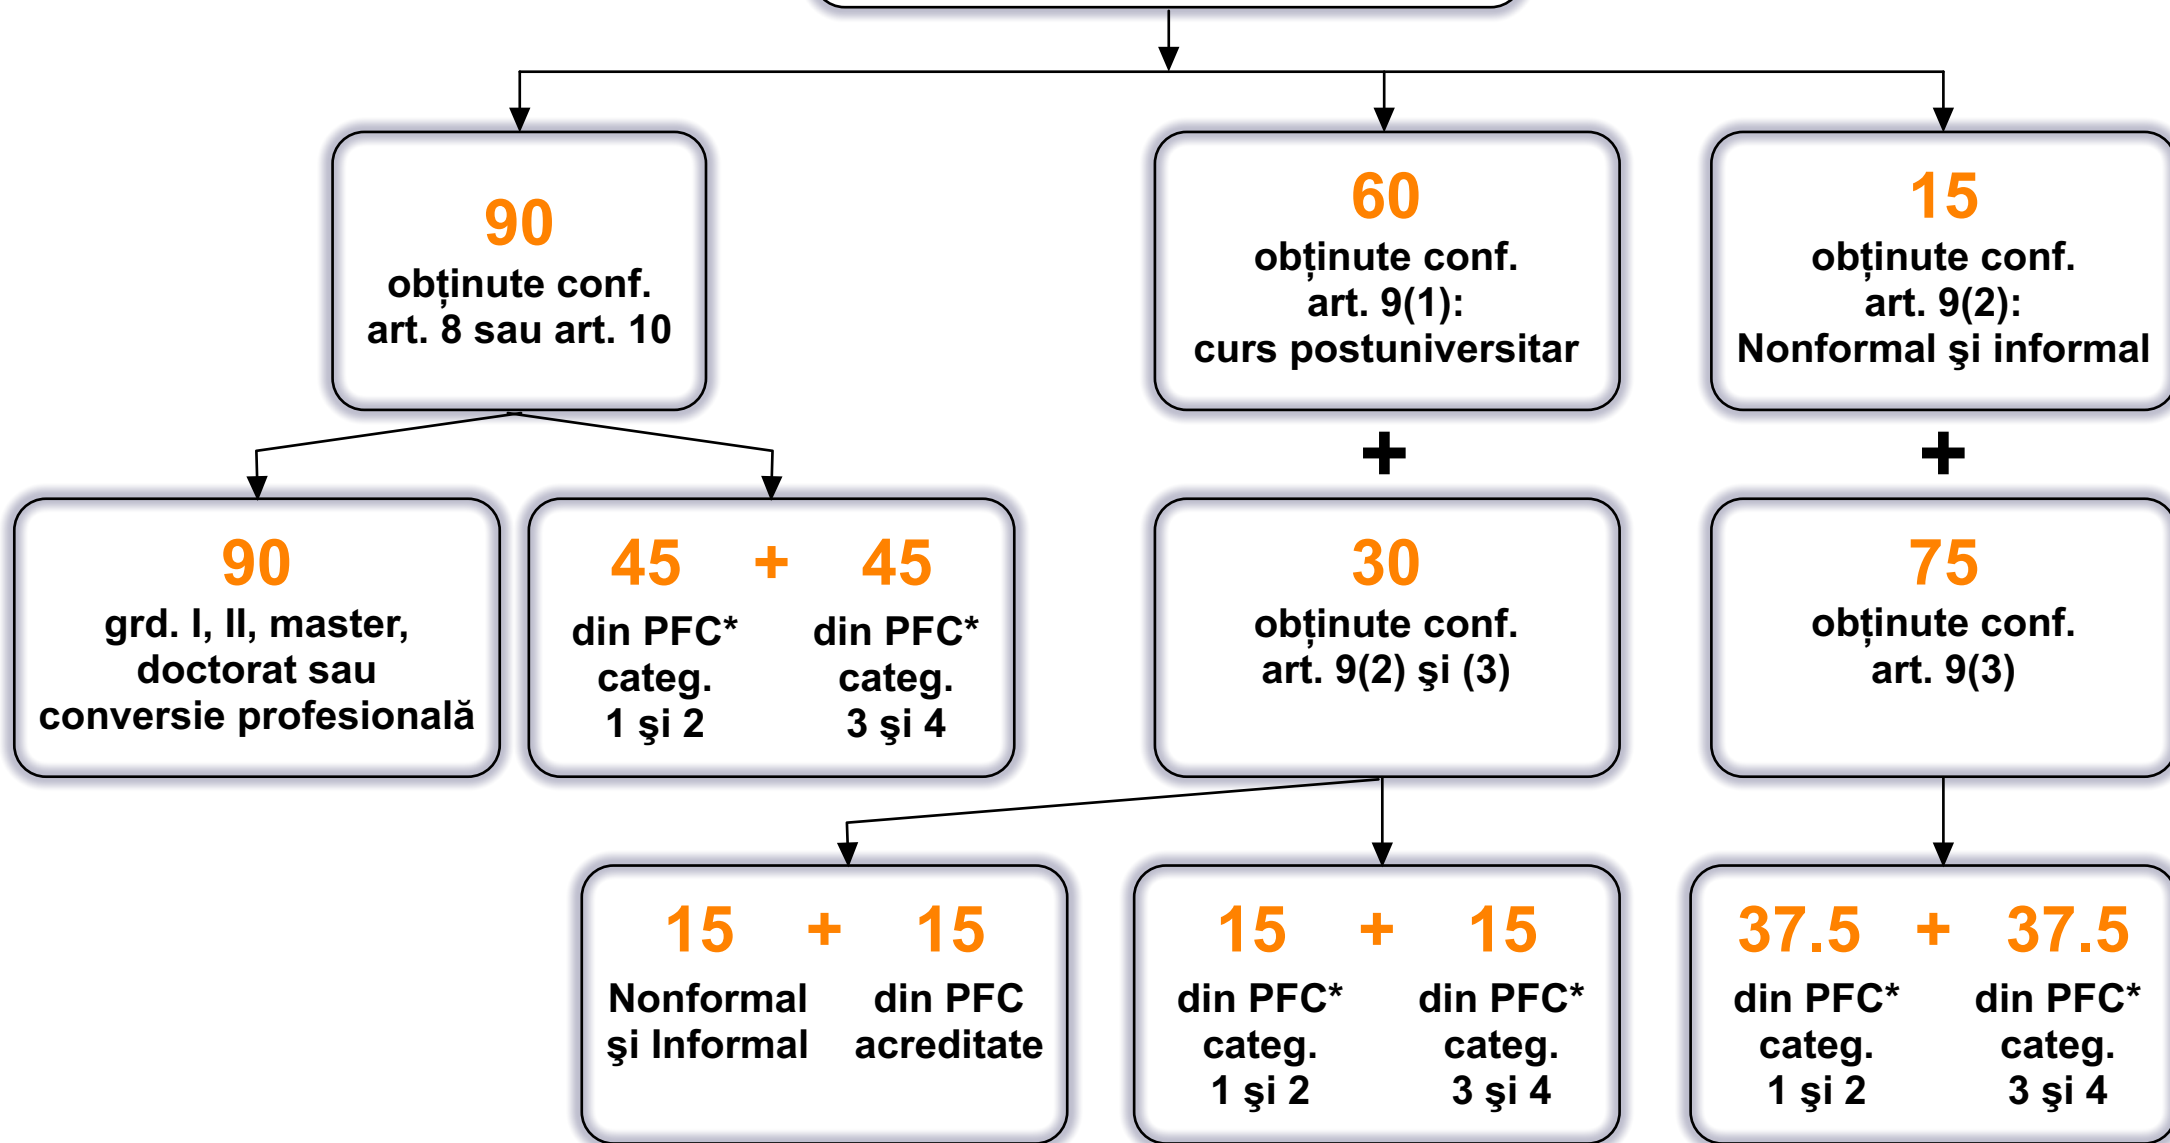 90
obținute conf.
art. 8 sau art. 10
60
obținute conf.
art. 9(1):
curs postuniversitar
15
obținute conf.
art. 9(2):
Nonformal şi informal
+
+
90
grd. I, II, master,
doctorat sau
conversie profesională
45 + 45
din PFC* din PFC*
categ. categ.
1 şi 2 3 şi 4
30
obținute conf.
art. 9(2) şi (3)
75
obținute conf.
art. 9(3)
15 + 15
Nonformal din PFC
şi Informal acreditate
15 + 15
din PFC* din PFC*
categ. categ.
1 şi 2 3 şi 4
37.5 + 37.5
din PFC* din PFC*
categ. categ.
1 şi 2 3 şi 4